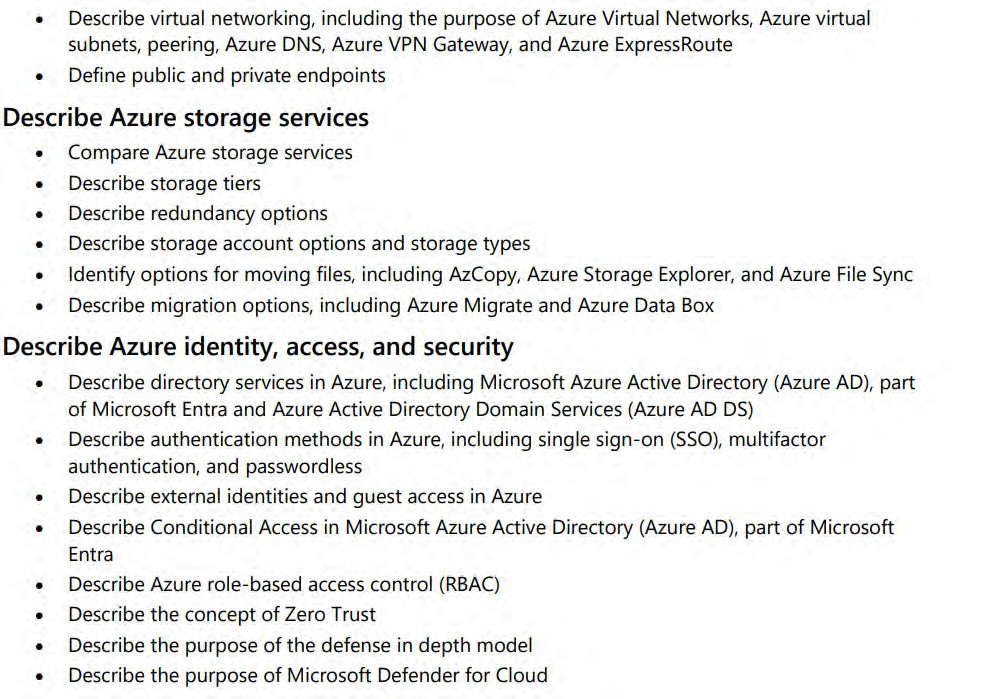 • Describe virtual networking, including the purpose of Azure Virtual Networks, Azure virtual
subnets, peering, Azure DNS, Azure VPN Gateway, and Azure ExpressRoute
• Define public and private endpoints
Describe Azure storage services
• Compare Azure storage services
• Describe storage tiers
• Describe redundancy options
• Describe storage account options and storage types
• Identify options for moving files, including AzCopy, Azure Storage Explorer, and Azure File Sync
• Describe migration options, including Azure Migrate and Azure Data Box
Describe Azure identity, access, and security
• Describe directory services in Azure, including Microsoft Azure Active Directory (Azure AD), part
of Microsoft Entra and Azure Active Directory Domain Services (Azure AD DS)
• Describe authentication methods in Azure, including single sign-on (SSO), multifactor
authentication, and passwordless
• Describe external identities and guest access in Azure
• Describe Conditional Access in Microsoft Azure Active Directory (Azure AD), part of Microsoft
Entra
• Describe Azure role-based access control (RBAC)
• Describe the concept of Zero Trust
• Describe the purpose of the defense in depth model
• Describe the purpose of Microsoft Defender for Cloud